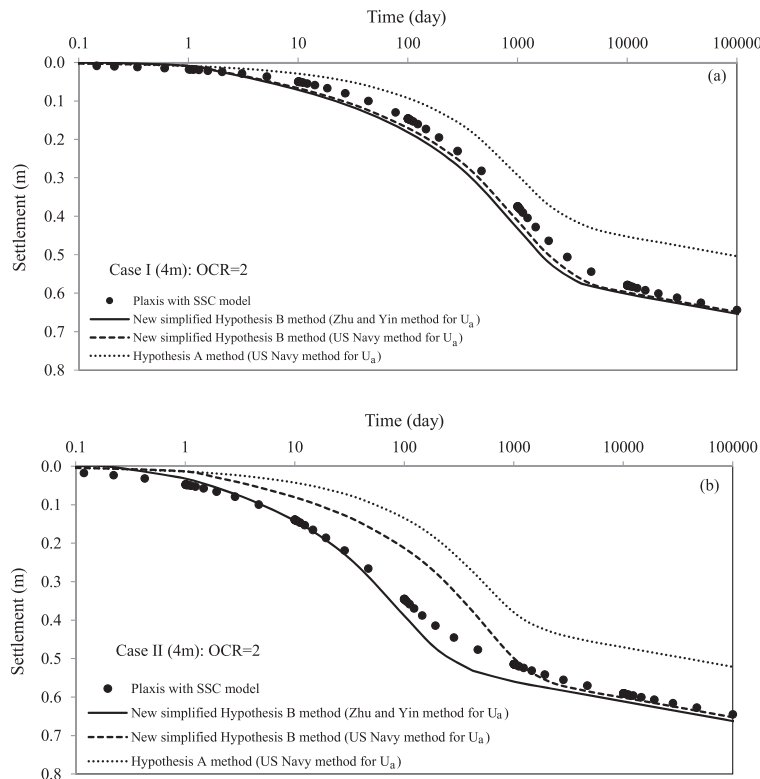 Time (day)
0.1 1 10 100 1000 10000 100000
(a)
0.0
0.1
0.2
0.3
0.4
0.5
0.6
0.7
0.8
Settlement (m)
Case I (4m): OCR=2
Plaxis with SSC model
New simplified Hypothesis B method (Zhu and Yin method for Ua)
New simplified Hypothesis B method (US Navy method for Ua)
Hypothesis A method (US Navy method for Ua)
Time (day)
0.1 1 10 100 1000 10000 100000
(b)
0.0
0.1
0.2
0.3
0.4
0.5
0.6
0.7
0.8
Settlement (m)
Case II (4m): OCR=2
Plaxis with SSC model
New simplified Hypothesis B method (Zhu and Yin method for Ua)
New simplified Hypothesis B method (US Navy method for Ua)
Hypothesis A method (US Navy method for Ua)